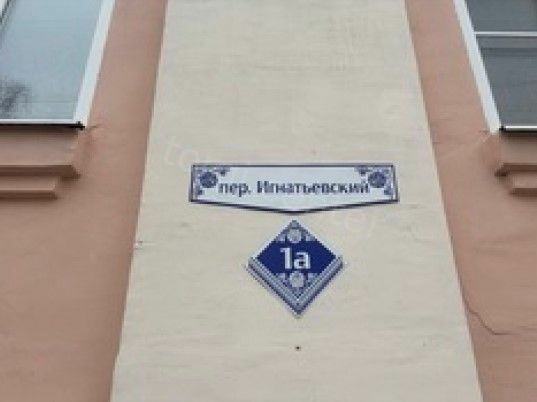 пер. Игнатьевский
1а